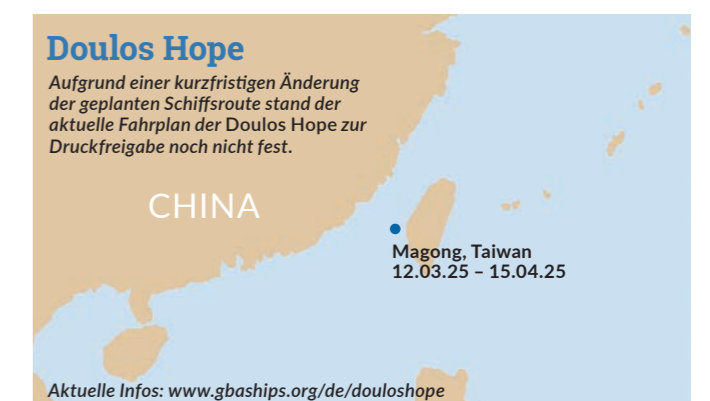 Doulos Hope
Aufgrund einer kurzfristigen Änderung
der geplanten Schiffsroute stand der
aktuelle Fahrplan der Doulos Hope zur
Druckfreigabe noch nicht fest.
CHINA
Magong, Taiwan
12.03.25 – 15.04.25
Aktuelle Infos: www.gbaships.org/de/douloshope